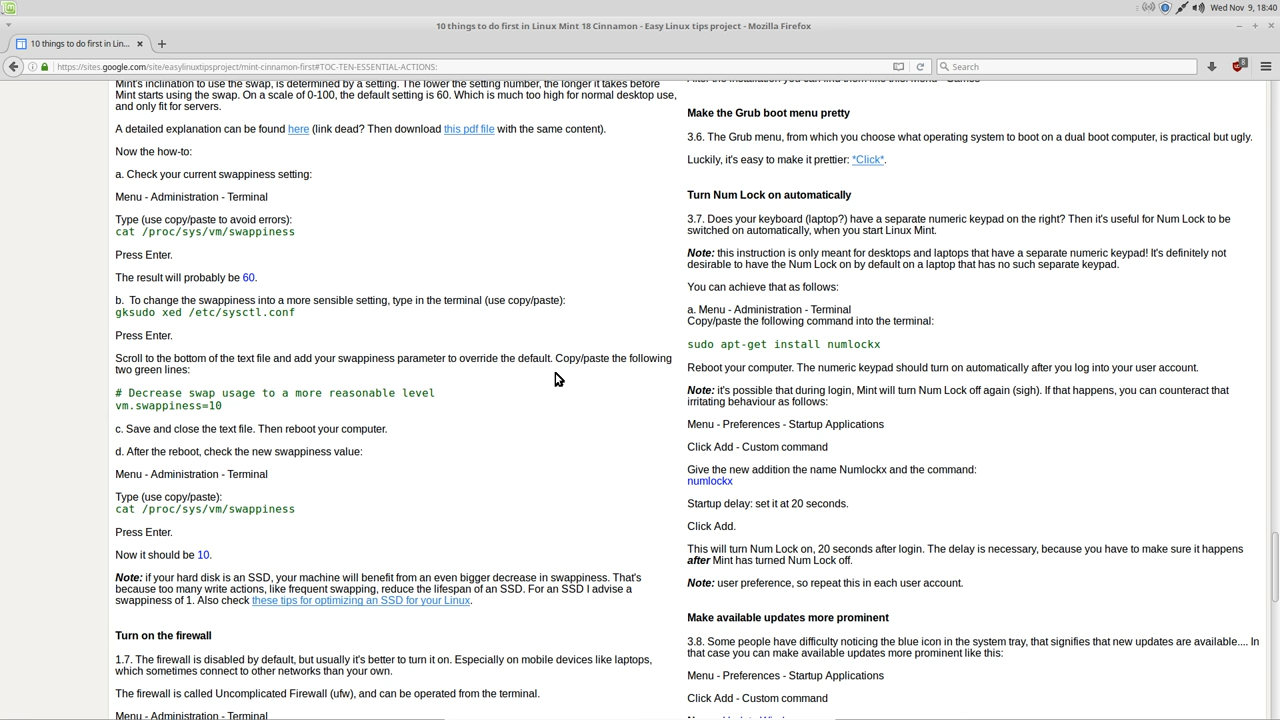 Wed Nov 9, 18:40
10 things to do first in Linux Mint 18 Cinnamon - Easy Linux tips project - Mozilla Firefox
10 things to do first in Lin...
https://sites.google.com/site/easylinuxtipsproject/mint-cinnamon-first#TOC-TEN-ESSENTIAL-ACTIONS:
Search
Mint's inclination to use the swap, is determined by a setting. The lower the setting number, the longer it takes before
Mint starts using the swap. On a scale of 0-100, the default setting is 60. Which is much too high for normal desktop use,
and only fit for servers.
A detailed explanation can be found here (link dead? Then download this pdf file with the same content).
Now the how-to:
a. Check your current swappiness setting:
Menu - Administration - Terminal
Type (use copy/paste to avoid errors):
cat /proc/sys/vm/swappiness
Press Enter.
The result will probably be 60.
b.  To change the swappiness into a more sensible setting, type in the terminal (use copy/paste):
gksudo xed /etc/sysctl.conf
Press Enter.
Scroll to the bottom of the text file and add your swappiness parameter to override the default. Copy/paste the following
two green lines:
# Decrease swap usage to a more reasonable level
vm.swappiness=10
c. Save and close the text file. Then reboot your computer.
d. After the reboot, check the new swappiness value:
Menu - Administration - Terminal
Type (use copy/paste):
cat /proc/sys/vm/swappiness
Press Enter.
Now it should be 10.
Note: if your hard disk is an SSD, your machine will benefit from an even bigger decrease in swappiness. That's
because too many write actions, like frequent swapping, reduce the lifespan of an SSD. For an SSD I advise a
swappiness of 1. Also check these tips for optimizing an SSD for your Linux.
Turn on the firewall
1.7. The firewall is disabled by default, but usually it's better to turn it on. Especially on mobile devices like laptops,
which sometimes connect to other networks than your own.
The firewall is called Uncomplicated Firewall (ufw), and can be operated from the terminal.
Menu - Administration - Terminal
Make the Grub boot menu pretty
3.6. The Grub menu, from which you choose what operating system to boot on a dual boot computer, is practical but ugly.
Luckily, it's easy to make it prettier: *Click*.
Turn Num Lock on automatically
3.7. Does your keyboard (laptop?) have a separate numeric keypad on the right? Then it's useful for Num Lock to be
switched on automatically, when you start Linux Mint.
Note: this instruction is only meant for desktops and laptops that have a separate numeric keypad! It's definitely not
desirable to have the Num Lock on by default on a laptop that has no such separate keypad.
You can achieve that as follows:
a. Menu - Administration - Terminal
Copy/paste the following command into the terminal:
sudo apt-get install numlockx
Reboot your computer. The numeric keypad should turn on automatically after you log into your user account.
Note: it's possible that during login, Mint will turn Num Lock off again (sigh). If that happens, you can counteract that
irritating behaviour as follows:
Menu - Preferences - Startup Applications
Click Add - Custom command
Give the new addition the name Numlockx and the command:
numlockx
Startup delay: set it at 20 seconds.
Click Add.
This will turn Num Lock on, 20 seconds after login. The delay is necessary, because you have to make sure it happens
after Mint has turned Num Lock off.
Note: user preference, so repeat this in each user account.
Make available updates more prominent
3.8. Some people have difficulty noticing the blue icon in the system tray, that signifies that new updates are available.... In
that case you can make available updates more prominent like this:
Menu - Preferences - Startup Applications
Click Add - Custom command